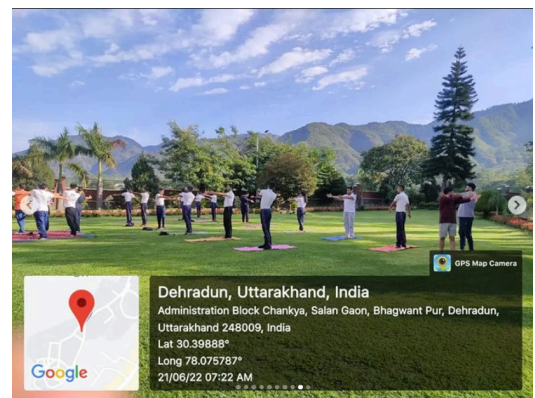 GPS Map Camera
Dehradun, Uttarakhand, India
Administration Block Chankya, Salan Gaon, Bhagwant Pur, Dehradun,
Uttarakhand 248009, India
Lat 30.39888°
Long 78.075787°
21/06/22 07:22 AM
Google